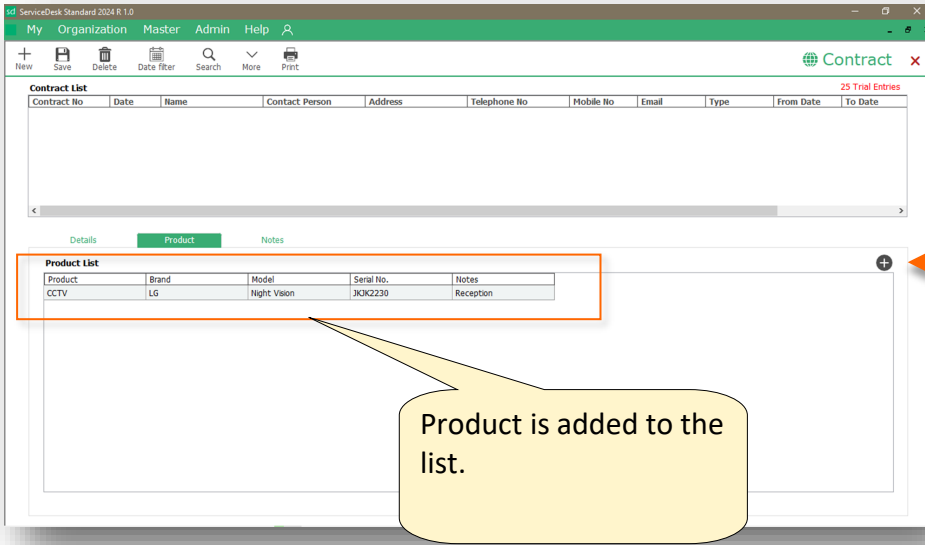 scd ServiceDesk Standard 2024 R 1.0
My Organization Master Admin Help
New Save Delete Date filter Search More Print Contract
Contract List 25 Trial Entries
Contract No Date Name Contact Person Address Telephone No Mobile No Email Type From Date To Date
Details Product Notes
Product List
Product Brand Model Serial No. Notes
CCTV LG Night Vision JKJK2230 Reception
Product is added to the
list.